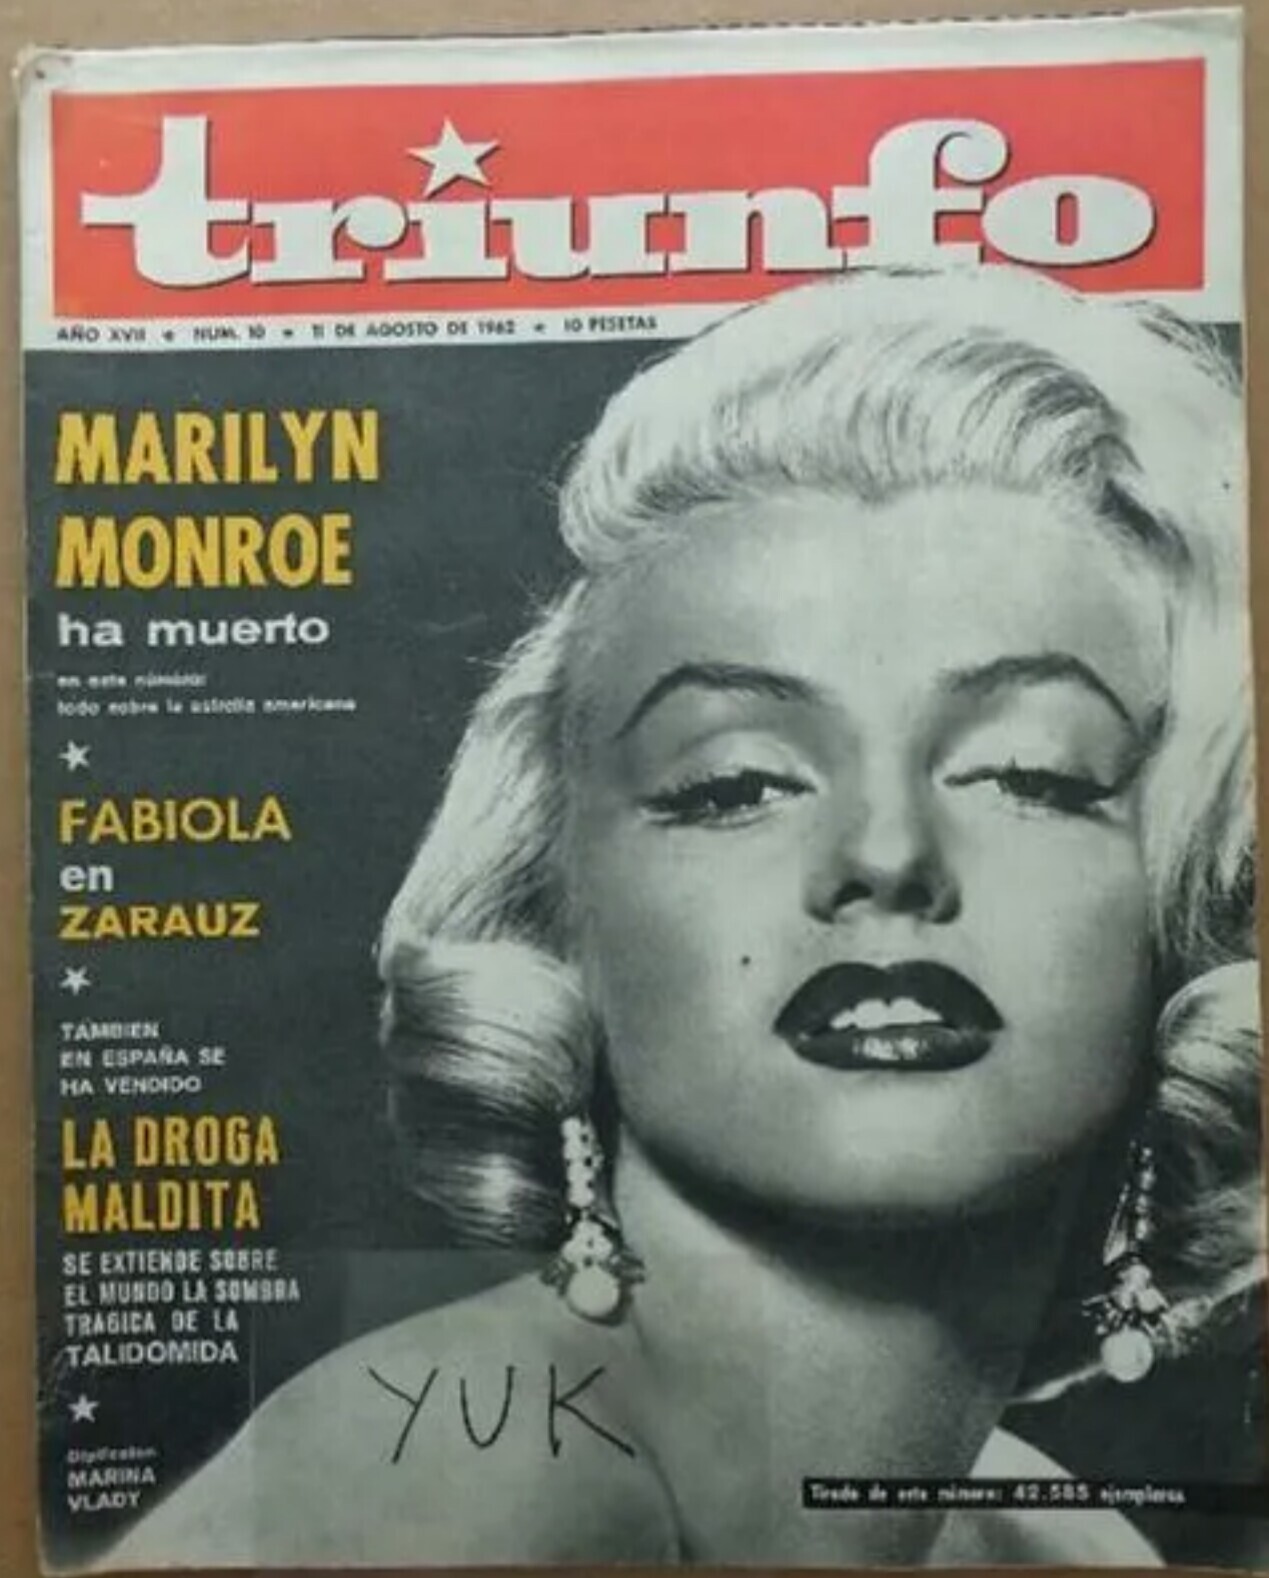 triunfo
AÑO XVII ★ NUM. 10 ★ 11 DE AGOSTO DE 1962 ★ 10 PESETAS
MARILYN
MONROE
ha muerto
en este número:
todo sobre la estrella americana
FABIOLA
en
ZARAUZ
TAMBIEN
EN ESPAÑA SE
HA VENDIDO
LA DROGA
MALDITA
SE EXTIENDE SOBRE
EL MUNDO LA SOMBRA
TRAGICA DE LA
TALIDOMIDA
MARINA
VLADY
YUK
Tirada de este número: 42.585 ejemplares